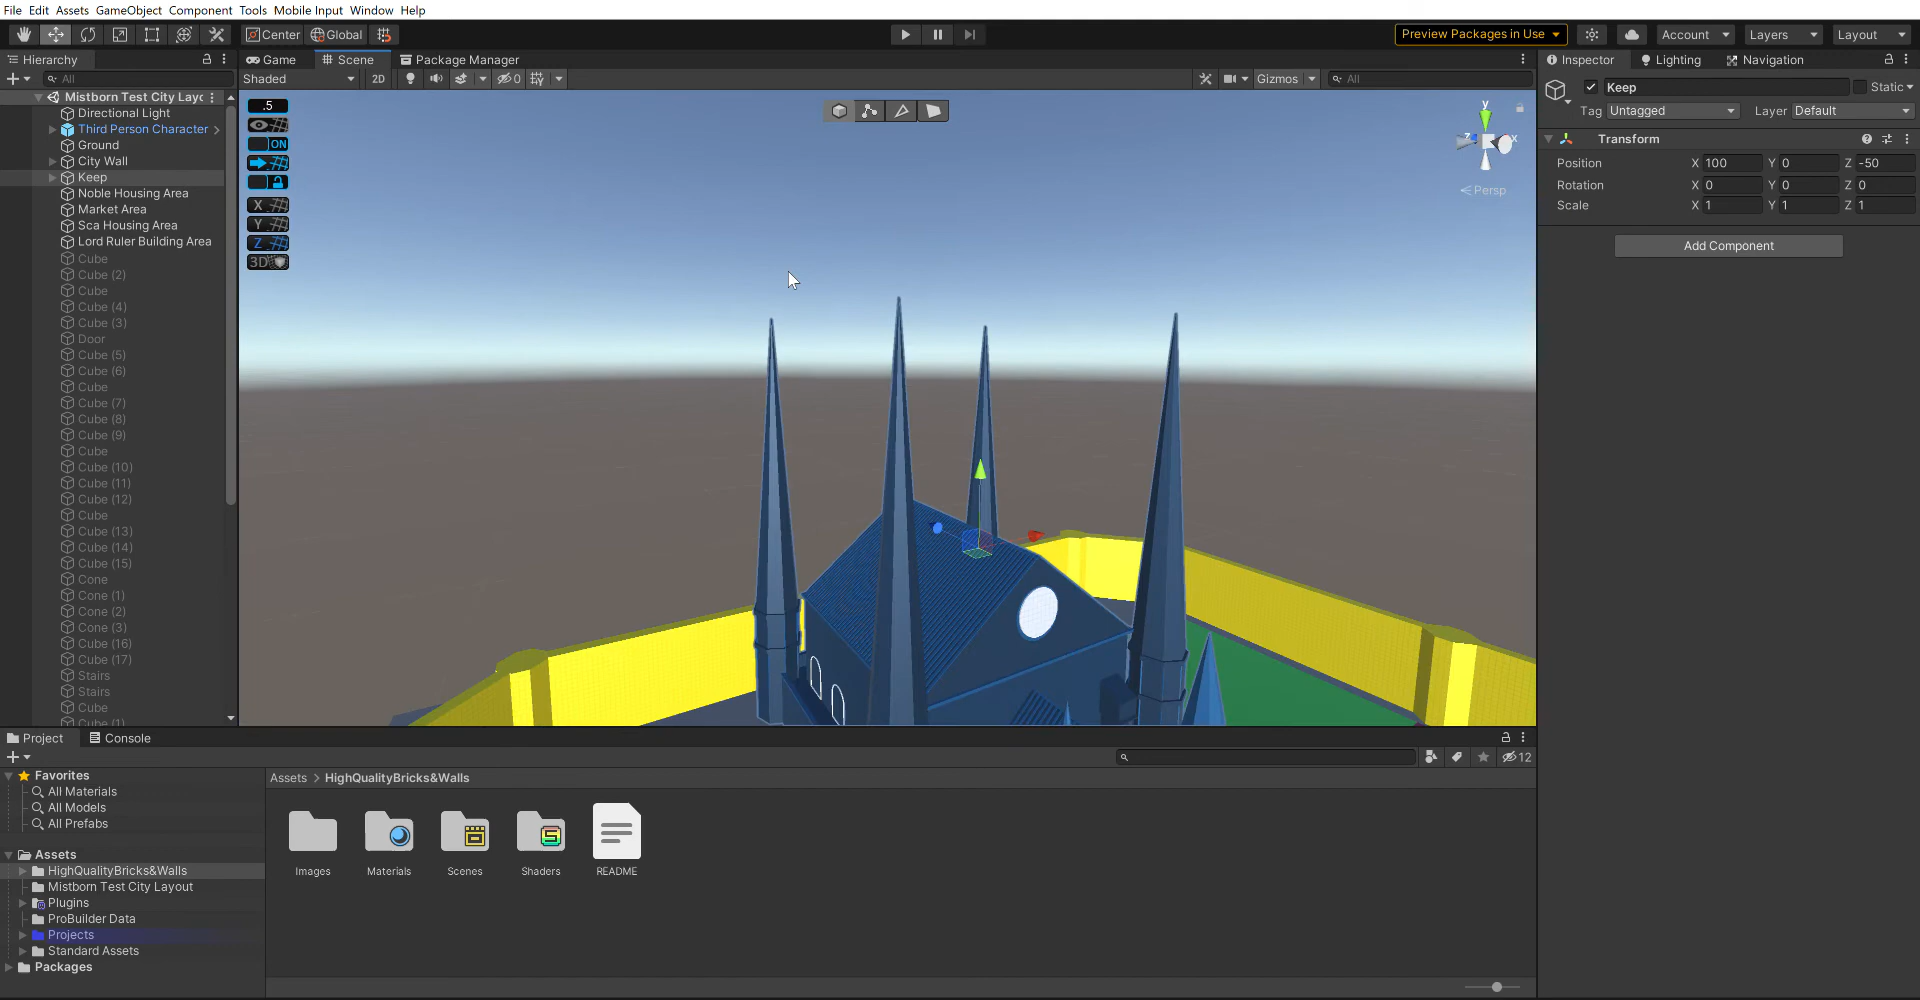 File Edit Assets GameObject Component Tools Mobile Input Window Help
Center Global Preview Packages in Use Account Layers Layout
Hierarchy Game Scene Package Manager Inspector Lighting Navigation
All Shaded 2D 0 Gizmos All
Mistborn Test City Layo
Directional Light
Third Person Character
Ground
City Wall
Keep
Noble Housing Area
Market Area
Sca Housing Area
Lord Ruler Building Area
Cube
Cube (2)
Cube
Cube (4)
Cube (3)
Door
Cube (5)
Cube (6)
Cube
Cube (7)
Cube (8)
Cube (9)
Cube
Cube (10)
Cube (11)
Cube (12)
Cube
Cube (13)
Cube (14)
Cube (15)
Cone
Cone (1)
Cone (2)
Cone (3)
Cube (16)
Cube (17)
Stairs
Stairs
Cube
Cube (1)
.5
ON
X
Y
Z
3D
y
z x
Persp
Keep Static
Tag Untagged Layer Default
Transform
Position X 100 Y 0 Z -50
Rotation X 0 Y 0 Z 0
Scale X 1 Y 1 Z 1
Add Component
Project Console
12
Favorites
All Materials
All Models
All Prefabs
Assets
HighQualityBricks&Walls
Mistborn Test City Layout
Plugins
ProBuilder Data
Projects
Standard Assets
Packages
Assets > HighQualityBricks&Walls
Images Materials Scenes Shaders README